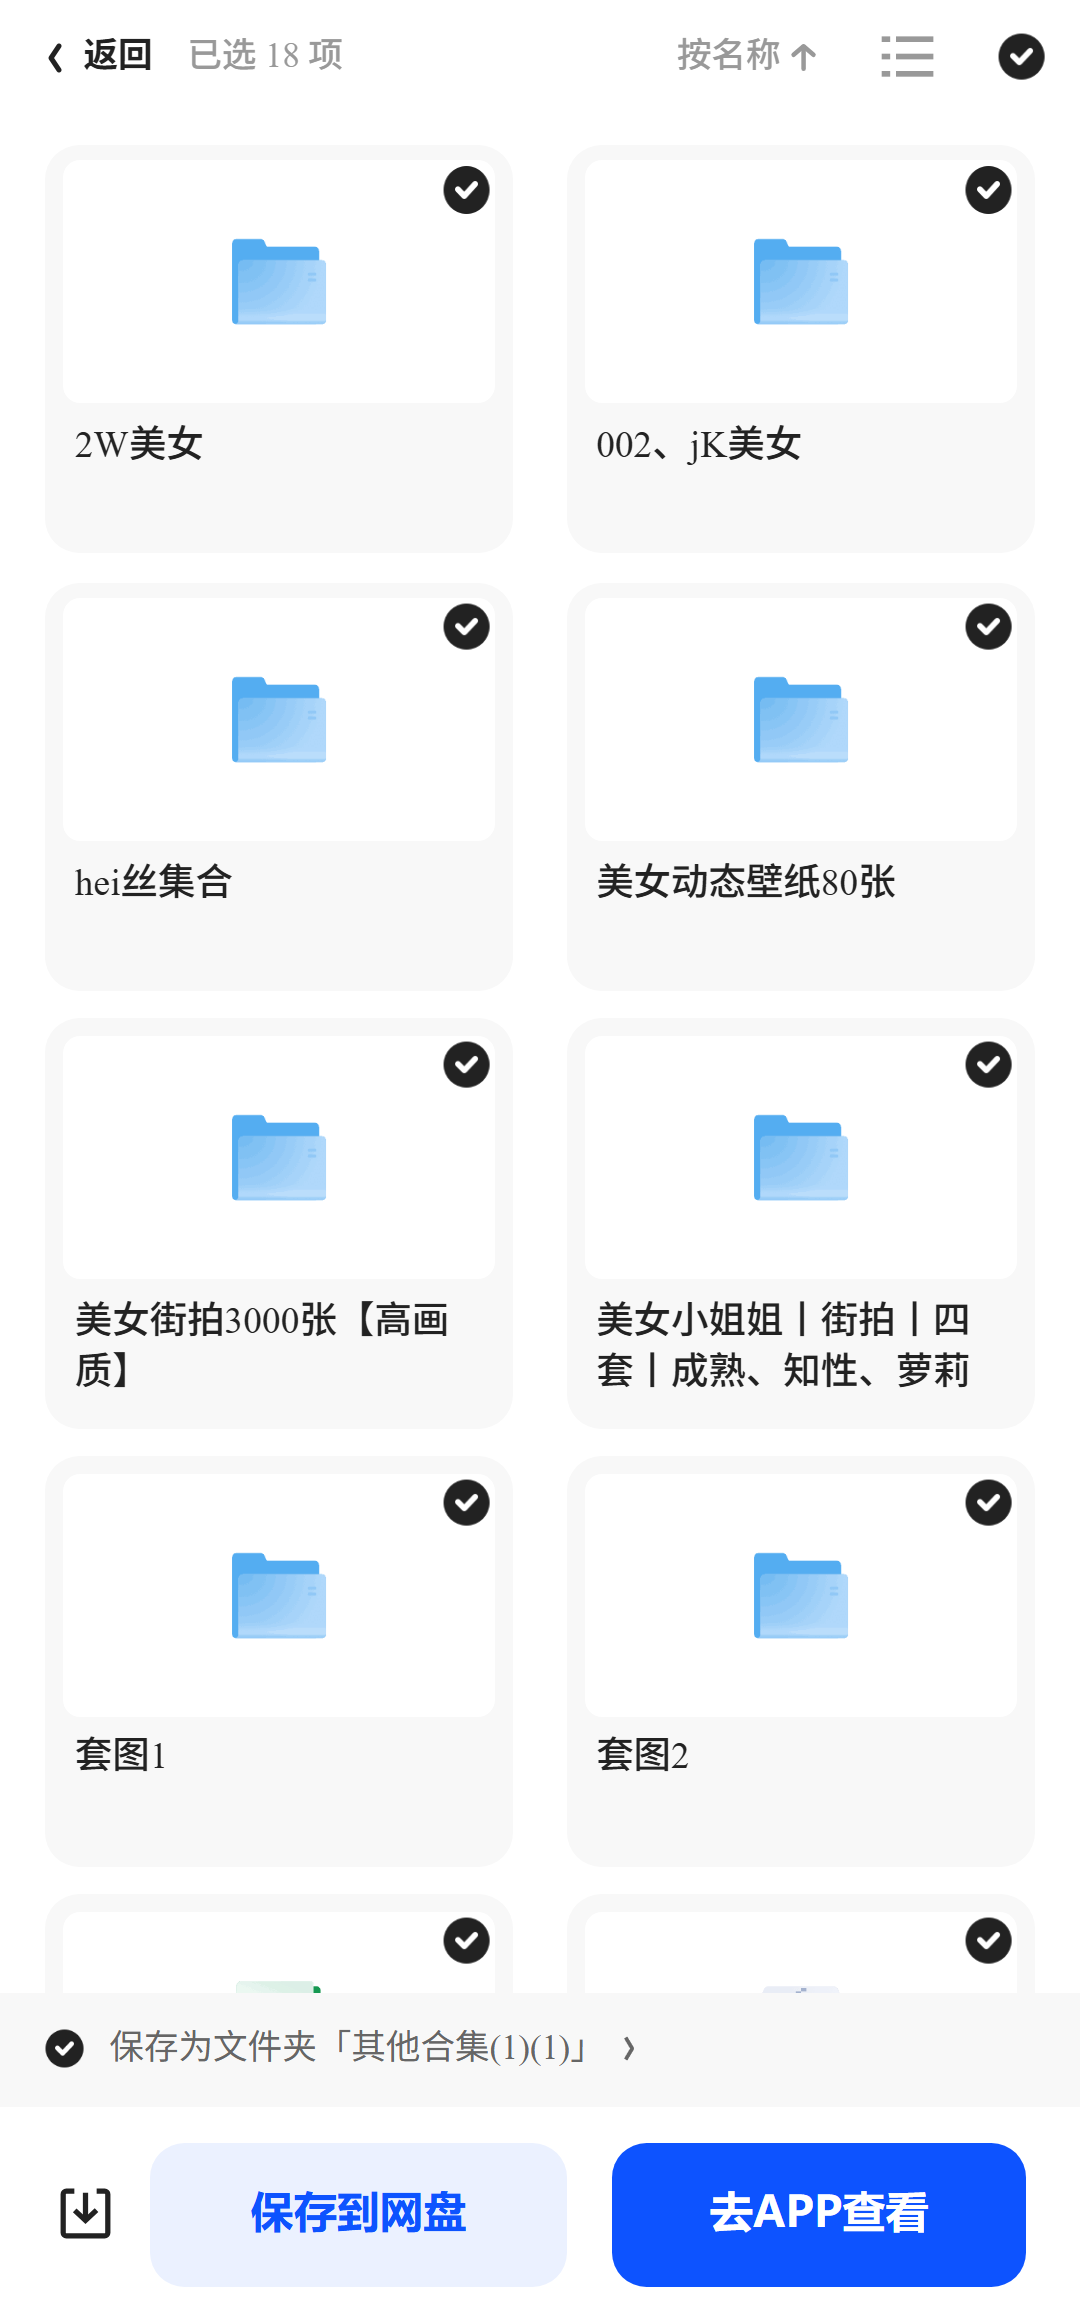 返回 已选 18 项 按名称
2W美女
002、jK美女
hei丝集合
美女动态壁纸80张
美女街拍3000张【高画
质】
美女小姐姐丨街拍丨四
套丨成熟、知性、萝莉
套图1
套图2
保存为文件夹「其他合集(1)(1)」
保存到网盘
去APP查看